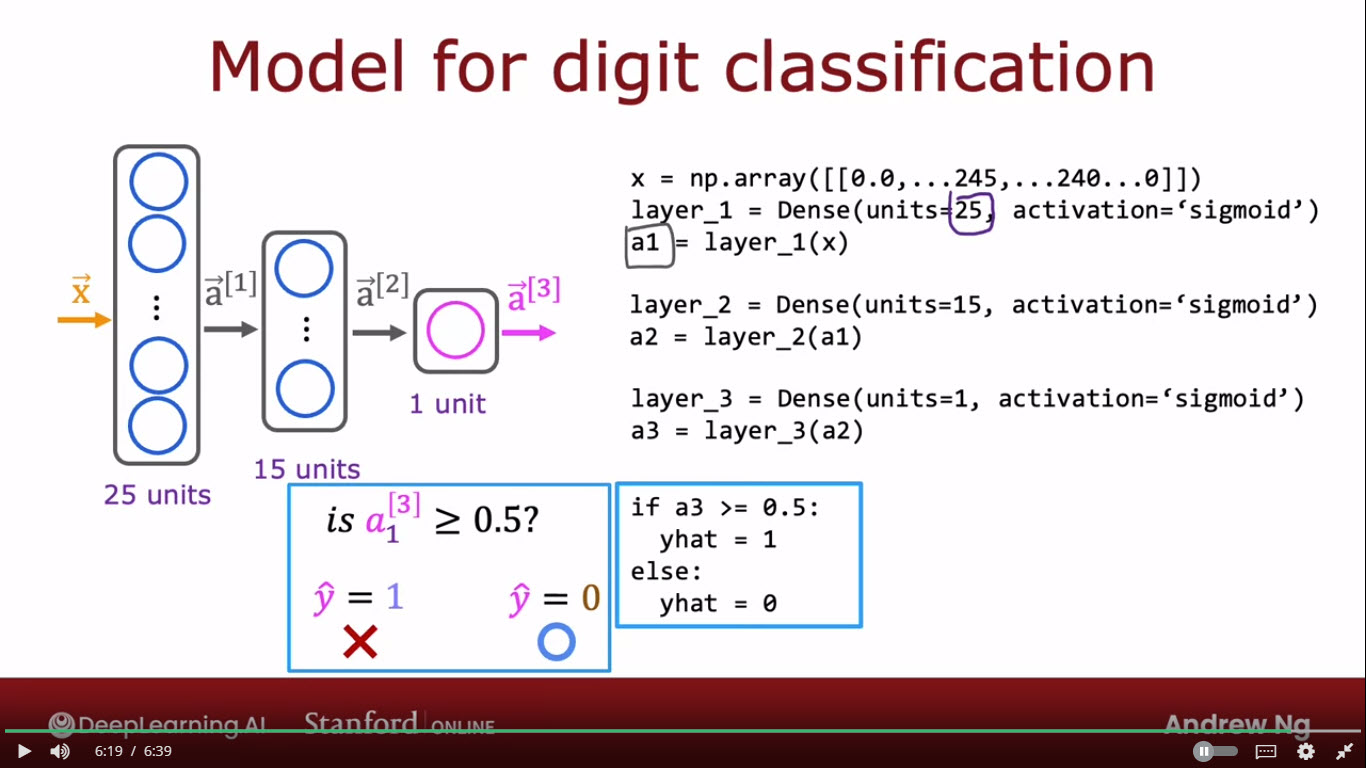 Model for digit classification
x = np.array([[0.0,...245,...240...0]])
layer_1 = Dense(units=25, activation=‘sigmoid’)
a1 = layer_1(x)
layer_2 = Dense(units=15, activation=‘sigmoid’)
a2 = layer_2(a1)
layer_3 = Dense(units=1, activation=‘sigmoid’)
a3 = layer_3(a2)
x⃗
⋮
a⃗[1]
⋮
a⃗[2]
a⃗[3]
25 units
15 units
1 unit
is a₁[3] ≥ 0.5?
ŷ = 1 ŷ = 0
if a3 >= 0.5:
yhat = 1
else:
yhat = 0
DeepLearning.AI Stanford | ONLINE Andrew Ng
6:19 / 6:39